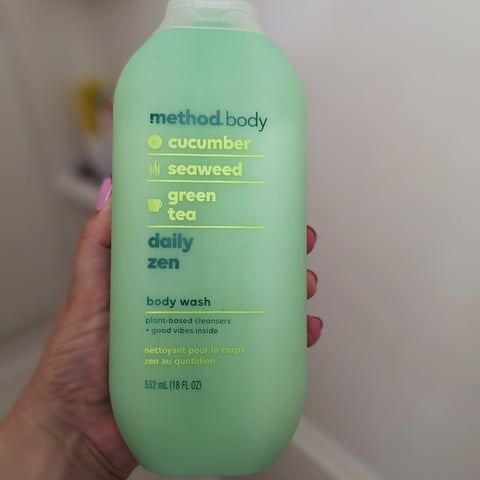 method. body
cucumber
seaweed
green
tea
daily
zen
body wash
plant-based cleansers
+ good vibes inside
nettoyant pour le corps
zen au quotidien
532 mL (18 FL OZ)